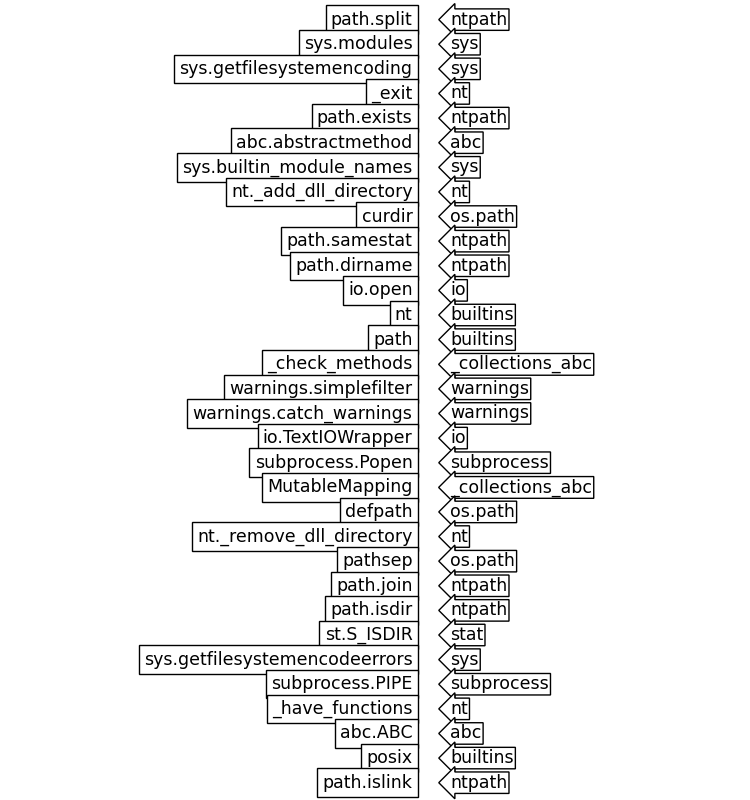 path.split ntpath
sys.modules sys
sys.getfilesystemencoding sys
_exit nt
path.exists ntpath
abc.abstractmethod abc
sys.builtin_module_names sys
nt._add_dll_directory nt
curdir os.path
path.samestat ntpath
path.dirname ntpath
io.open io
nt builtins
path builtins
_check_methods _collections_abc
warnings.simplefilter warnings
warnings.catch_warnings warnings
io.TextIOWrapper io
subprocess.Popen subprocess
MutableMapping _collections_abc
defpath os.path
nt._remove_dll_directory nt
pathsep os.path
path.join ntpath
path.isdir ntpath
st.S_ISDIR stat
sys.getfilesystemencodeerrors sys
subprocess.PIPE subprocess
_have_functions nt
abc.ABC abc
posix builtins
path.islink ntpath